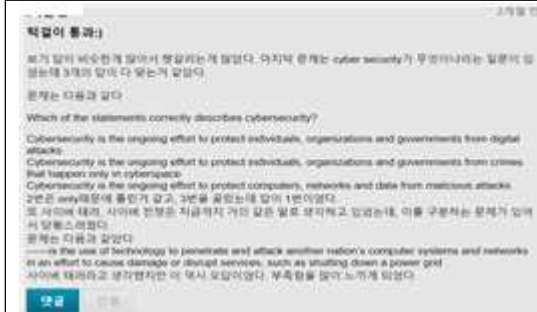 턱걸이 통과:)
보기 답이 비슷한게 많아서 헷갈리는게 많았다. 마지막 문제는 cyber security가 무엇이냐라는 질문이 있
었는데 3개의 답이 다 맞는거 같았다.
문제는 다음과 같다
Which of the statements correctly describes cybersecurity?
Cybersecurity is the ongoing effort to protect individuals, organizations and governments from digital
attacks
Cybersecurity is the ongoing effort to protect individuals, organizations and governments from crimes
that happen only in cyberspace
Cybersecurity is the ongoing effort to protect computers, networks and data from malicious attacks
2번은 only때문에 틀린거 같고, 3번을 골랐는데 답이 1번이였다.
또 사이버 테러, 사이버 전쟁은 지금까지 거의 같은 말로 생각하고 있었는데, 이를 구분하는 문제가 있어
서 당황스러웠다.
문제는 다음과 같았다
is the use of technology to penetrate and attack another nation's computer systems and networks
in an effort to cause damage or disrupt services, such as shutting down a power grid
사이버 테러라고 생각했지만 이 역시 오답이였다. 부족함을 많이 느끼게 되었다.
댓글